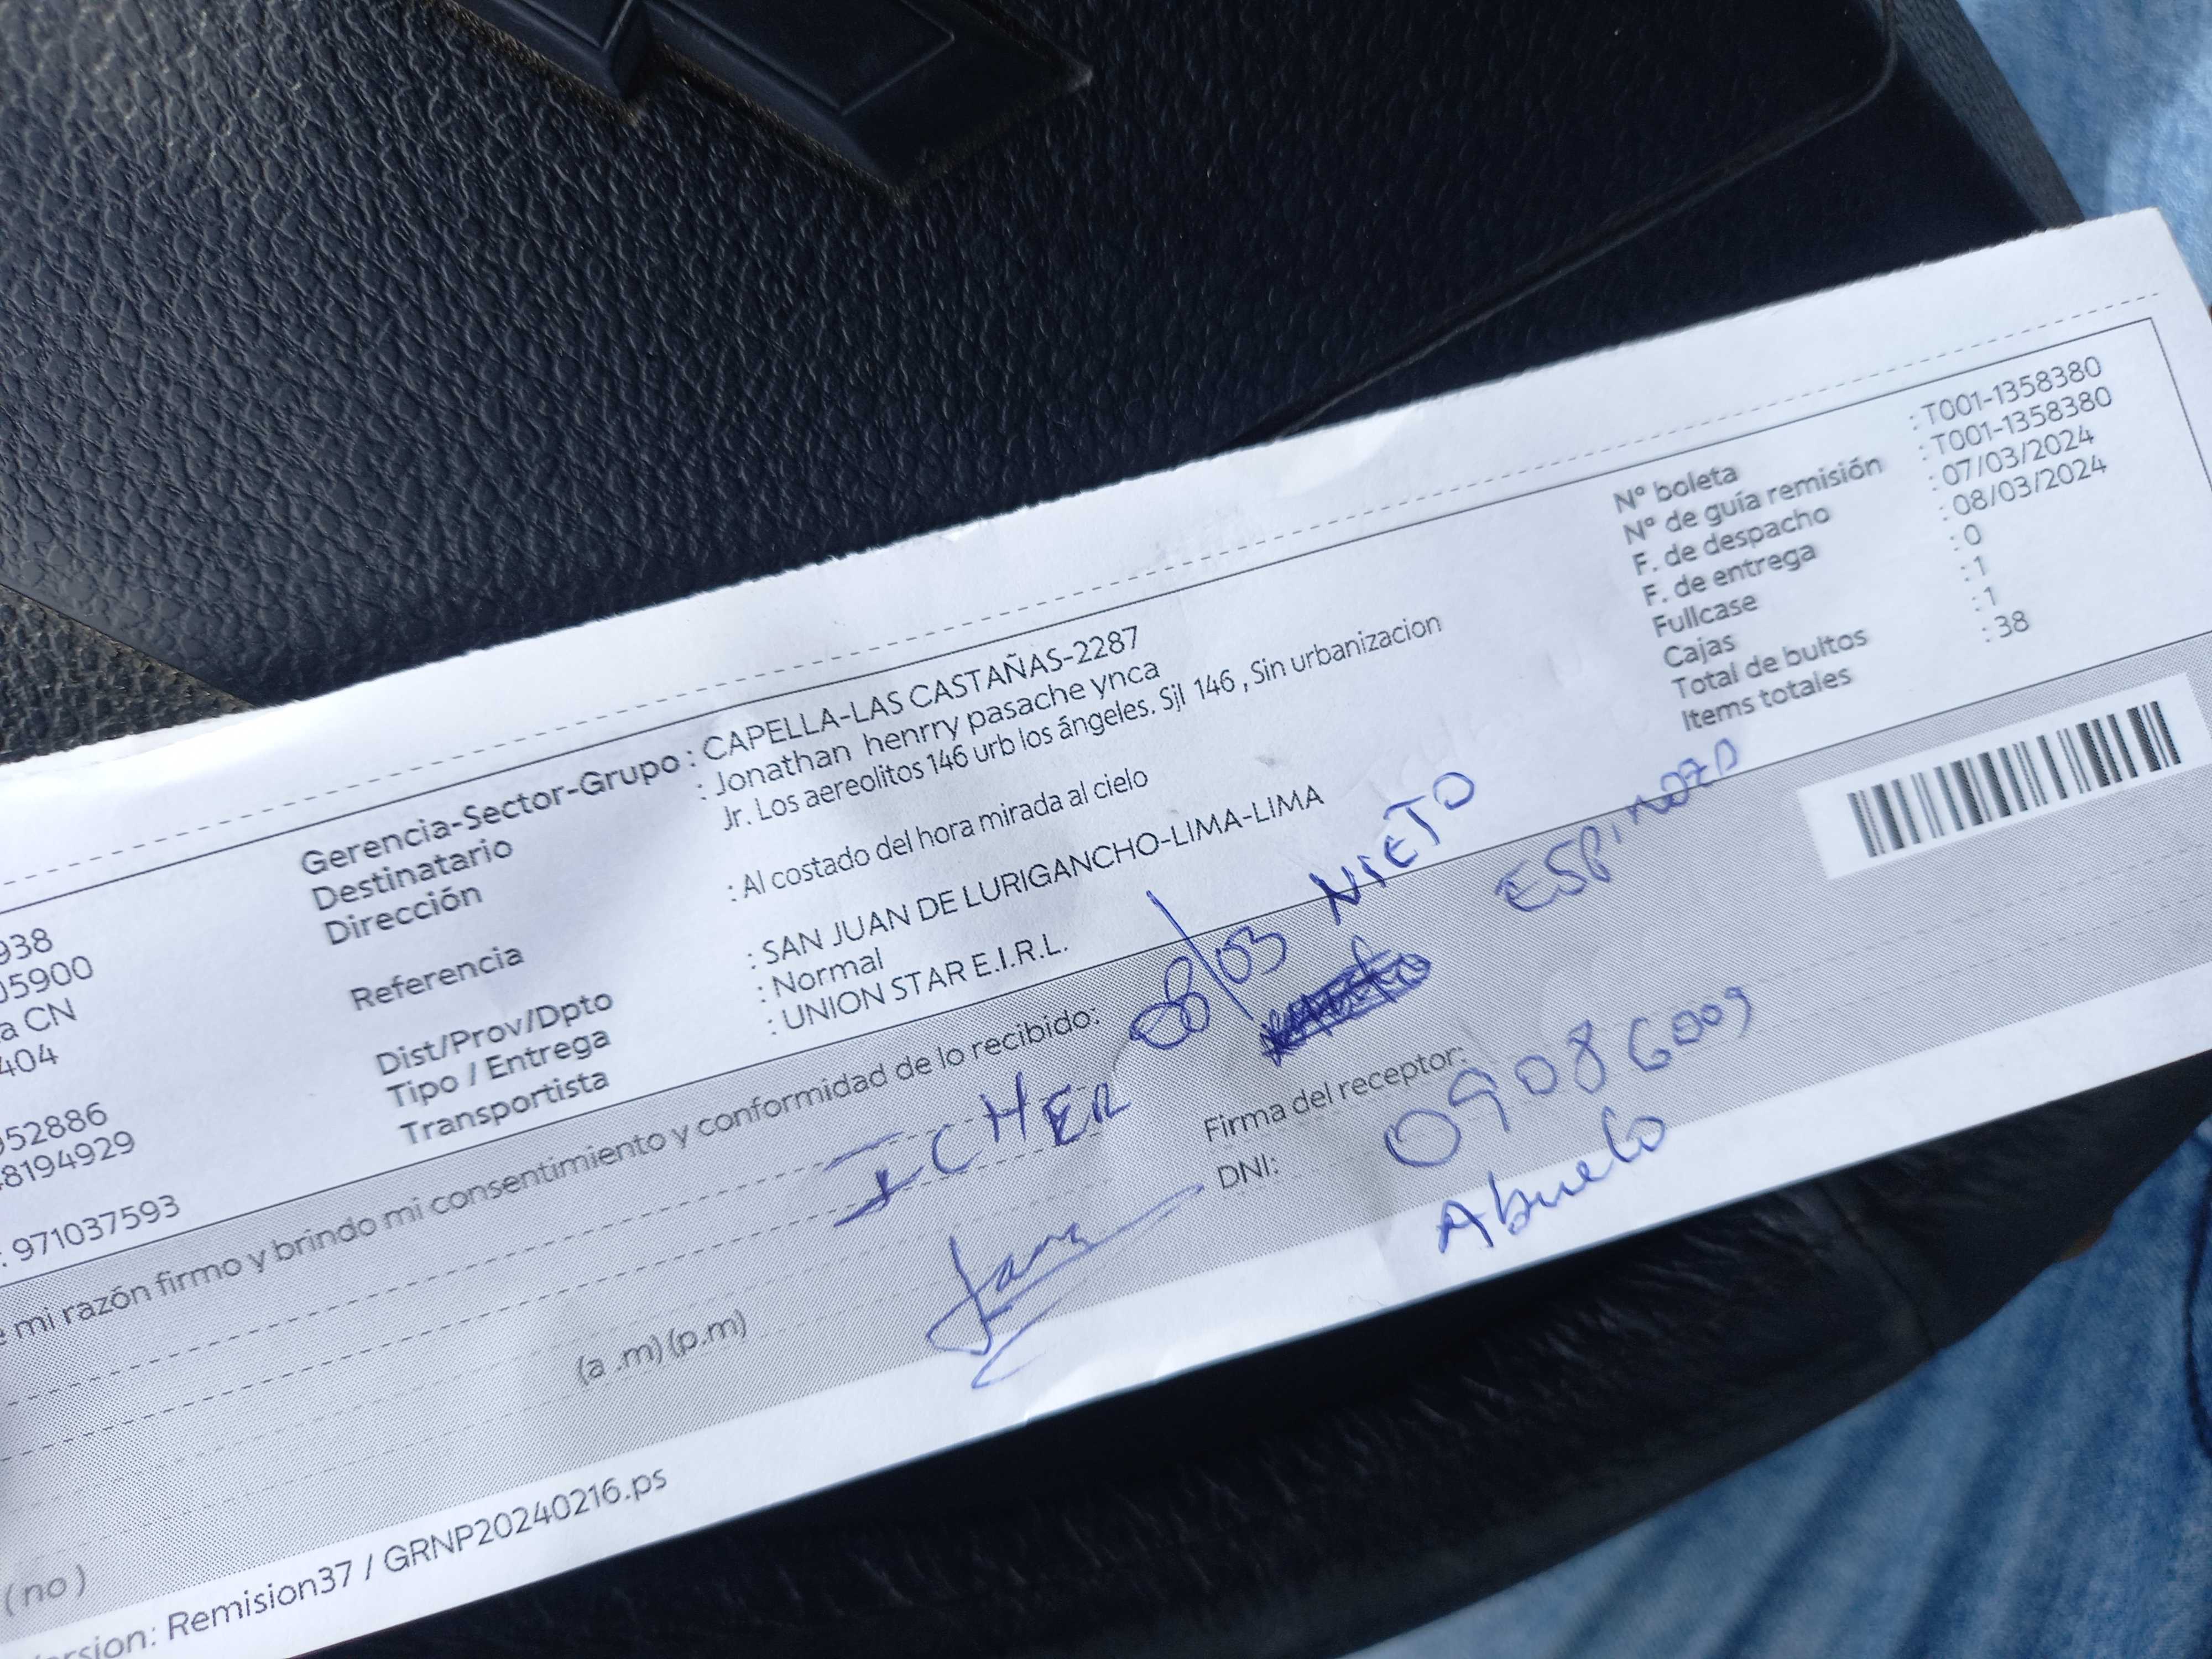 Nº boleta : T001-1358380
Nº de guía remisión : T001-1358380
F. de despacho : 07/03/2024
F. de entrega : 08/03/2024
Fullcase : 0
Cajas : 1
Total de bultos : 1
Items totales : 38
Gerencia-Sector-Grupo : CAPELLA-LAS CASTAÑAS-2287
Destinatario : Jonathan henrry pasache ynca
Dirección Jr. Los aereolitos 146 urb los ángeles. Sjl 146 , Sin urbanizacion
Referencia : Al costado del hora mirada al cielo
Dist/Prov/Dpto : SAN JUAN DE LURIGANCHO-LIMA-LIMA
Tipo / Entrega : Normal
Transportista : UNION STAR E.I.R.L.
938
05900
a CN
404
952886
48194929
: 971037593
e mi razón firmo y brindo mi consentimiento y conformidad de lo recibido:
08/03 NIETO ESPINOZA
ICHER
Firma del receptor:
DNI: 09086009
Abuelo
(a .m) (p.m)
( no )
Version: Remision37 / GRNP20240216.ps